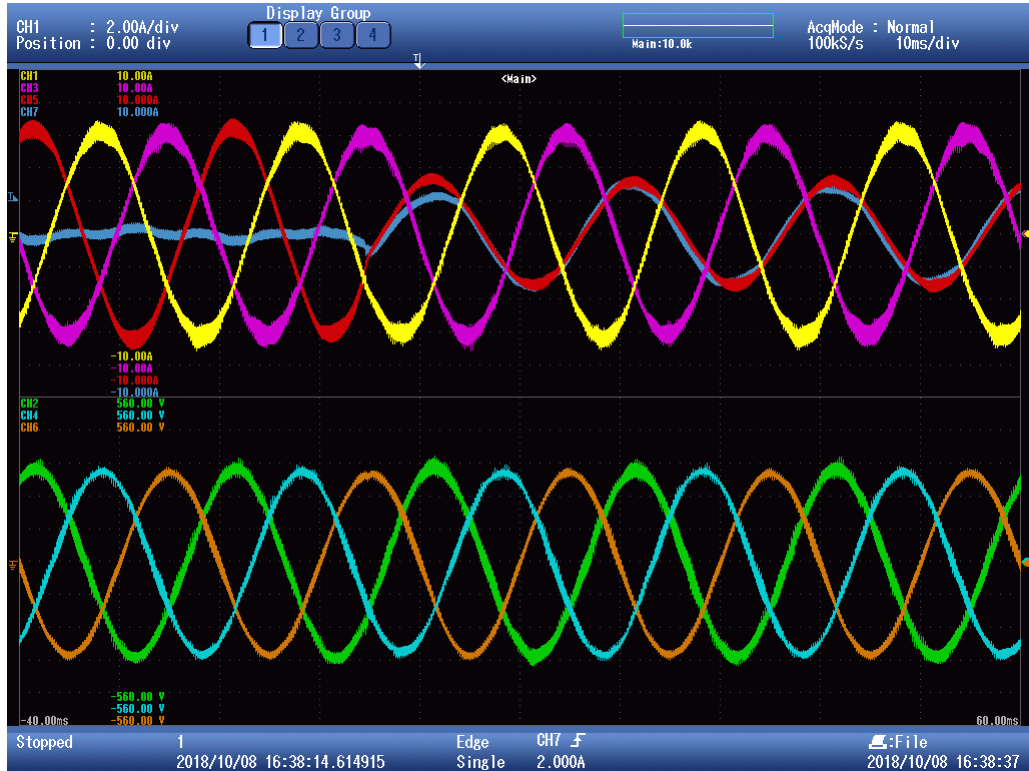 Display Group
CH1 : 2.00A/div
Position : 0.00 div
1 2 3 4
Main:10.0k
AcqMode : Normal
100kS/s 10ms/div
T
<Main>
CH1 10.00A
CH3 10.00A
CH5 10.000A
CH7 10.000A
T
-10.00A
-10.00A
-10.000A
-10.000A
CH2 560.00 V
CH4 560.00 V
CH6 560.00 V
-560.00 V
-560.00 V
-560.00 V
-40.00ms
60.00ms
Stopped 1
2018/10/08 16:38:14.614915
Edge CH7
Single 2.000A
:File
2018/10/08 16:38:37